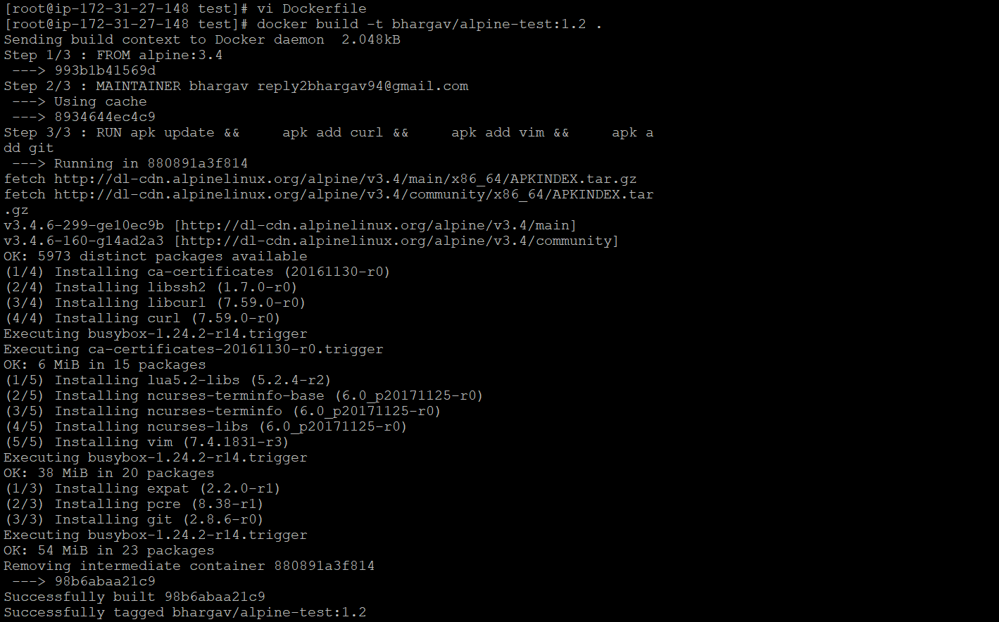 [root@ip-172-31-27-148 test]# vi Dockerfile
[root@ip-172-31-27-148 test]# docker build -t bhargav/alpine-test:1.2 .
Sending build context to Docker daemon  2.048kB
Step 1/3 : FROM alpine:3.4
 ---> 993b1b41569d
Step 2/3 : MAINTAINER bhargav reply2bhargav94@gmail.com
 ---> Using cache
 ---> 8934644ec4c9
Step 3/3 : RUN apk update &&     apk add curl &&     apk add vim &&     apk a
dd git
 ---> Running in 880891a3f814
fetch http://dl-cdn.alpinelinux.org/alpine/v3.4/main/x86_64/APKINDEX.tar.gz
fetch http://dl-cdn.alpinelinux.org/alpine/v3.4/community/x86_64/APKINDEX.tar
.gz
v3.4.6-299-ge10ec9b [http://dl-cdn.alpinelinux.org/alpine/v3.4/main]
v3.4.6-160-g14ad2a3 [http://dl-cdn.alpinelinux.org/alpine/v3.4/community]
OK: 5973 distinct packages available
(1/4) Installing ca-certificates (20161130-r0)
(2/4) Installing libssh2 (1.7.0-r0)
(3/4) Installing libcurl (7.59.0-r0)
(4/4) Installing curl (7.59.0-r0)
Executing busybox-1.24.2-r14.trigger
Executing ca-certificates-20161130-r0.trigger
OK: 6 MiB in 15 packages
(1/5) Installing lua5.2-libs (5.2.4-r2)
(2/5) Installing ncurses-terminfo-base (6.0_p20171125-r0)
(3/5) Installing ncurses-terminfo (6.0_p20171125-r0)
(4/5) Installing ncurses-libs (6.0_p20171125-r0)
(5/5) Installing vim (7.4.1831-r3)
Executing busybox-1.24.2-r14.trigger
OK: 38 MiB in 20 packages
(1/3) Installing expat (2.2.0-r1)
(2/3) Installing pcre (8.38-r1)
(3/3) Installing git (2.8.6-r0)
Executing busybox-1.24.2-r14.trigger
OK: 54 MiB in 23 packages
Removing intermediate container 880891a3f814
 ---> 98b6abaa21c9
Successfully built 98b6abaa21c9
Successfully tagged bhargav/alpine-test:1.2